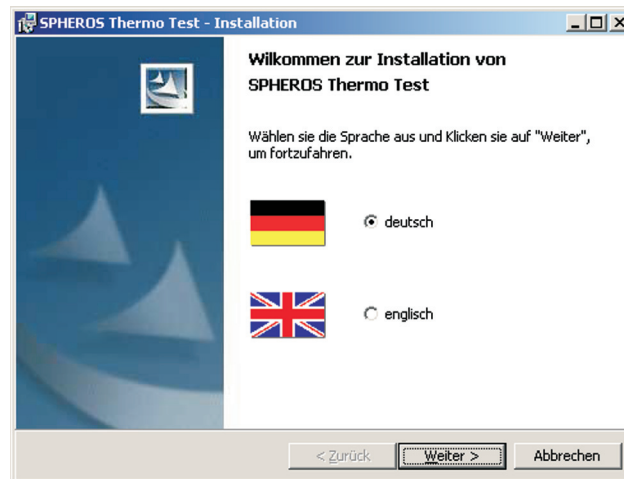 SPHEROS Thermo Test - Installation
Wilkommen zur Installation von
SPHEROS Thermo Test
Wählen sie die Sprache aus und Klicken sie auf "Weiter",
um fortzufahren.
deutsch
englisch
< Zurück Weiter > Abbrechen